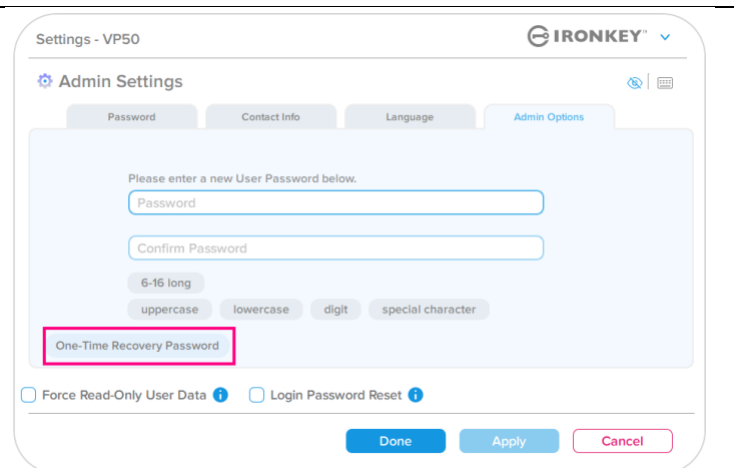 Settings - VP50
IRONKEY™
Admin Settings
Password Contact Info Language Admin Options
Please enter a new User Password below.
Password
Confirm Password
6-16 long
uppercase lowercase digit special character
One-Time Recovery Password
Force Read-Only User Data i Login Password Reset i
Done Apply Cancel